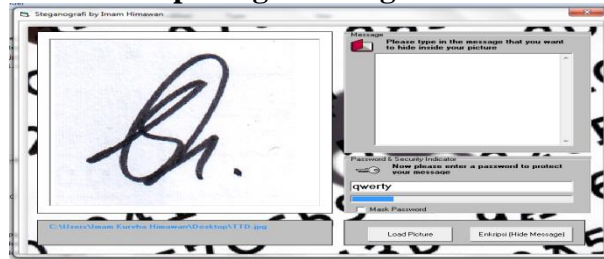 Steganografi by Imam Himawan
Message
Please type in the message that you want
to hide inside your picture
Password & Security Indicator
Now please enter a password to protect
your message
qwerty
Mask Password
C:\Users\Imam Kurvha Himawan\Desktop\TTD.jpg
Load Picture
Enkripsi (Hide Message)